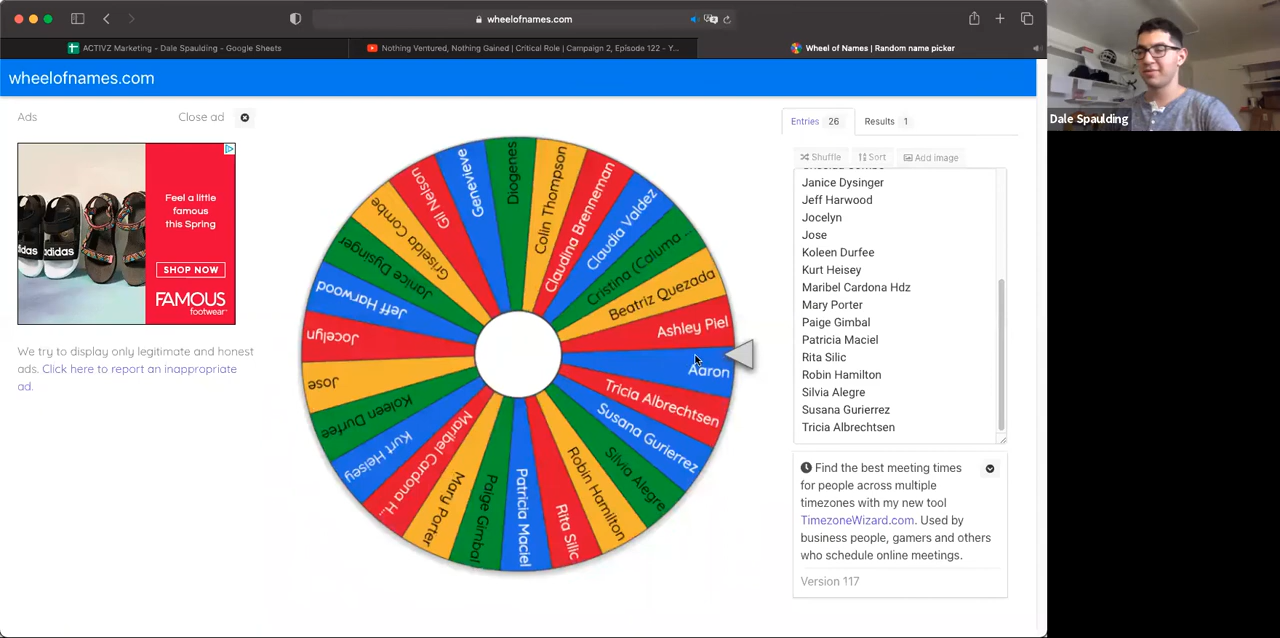 wheelofnames.com
ACTIVZ Marketing - Dale Spaulding - Google Sheets
Nothing Ventured, Nothing Gained | Critical Role | Campaign 2, Episode 122 - Y...
Wheel of Names | Random name picker
Dale Spaulding
wheelofnames.com
Ads
Close ad
Feel a little
famous
this Spring
SHOP NOW
FAMOUS
footwear
adidas
adidas
We try to display only legitimate and honest
ads. Click here to report an inappropriate
ad.
Diogenes
Colin Thompson
Claudina Brenneman
Claudia Valdez
Cristina (Caluma ...
Beatriz Quezada
Ashley Piel
Aaron
Tricia Albrechtsen
Susana Gurierrez
Silvia Alegre
Robin Hamilton
Rita Silic
Patricia Maciel
Paige Gimbal
Mary Porter
Maribel Cardona H...
Kurt Heisey
Koleen Durfee
Jose
Jocelyn
Jeff Harwood
Janice Dysinger
Griselda Combe
Gil Nelson
Genevieve
Entries 26
Results 1
Shuffle
Sort
Add image
Janice Dysinger
Jeff Harwood
Jocelyn
Jose
Koleen Durfee
Kurt Heisey
Maribel Cardona Hdz
Mary Porter
Paige Gimbal
Patricia Maciel
Rita Silic
Robin Hamilton
Silvia Alegre
Susana Gurierrez
Tricia Albrechtsen
Find the best meeting times
for people across multiple
timezones with my new tool
TimezoneWizard.com. Used by
business people, gamers and others
who schedule online meetings.
Version 117